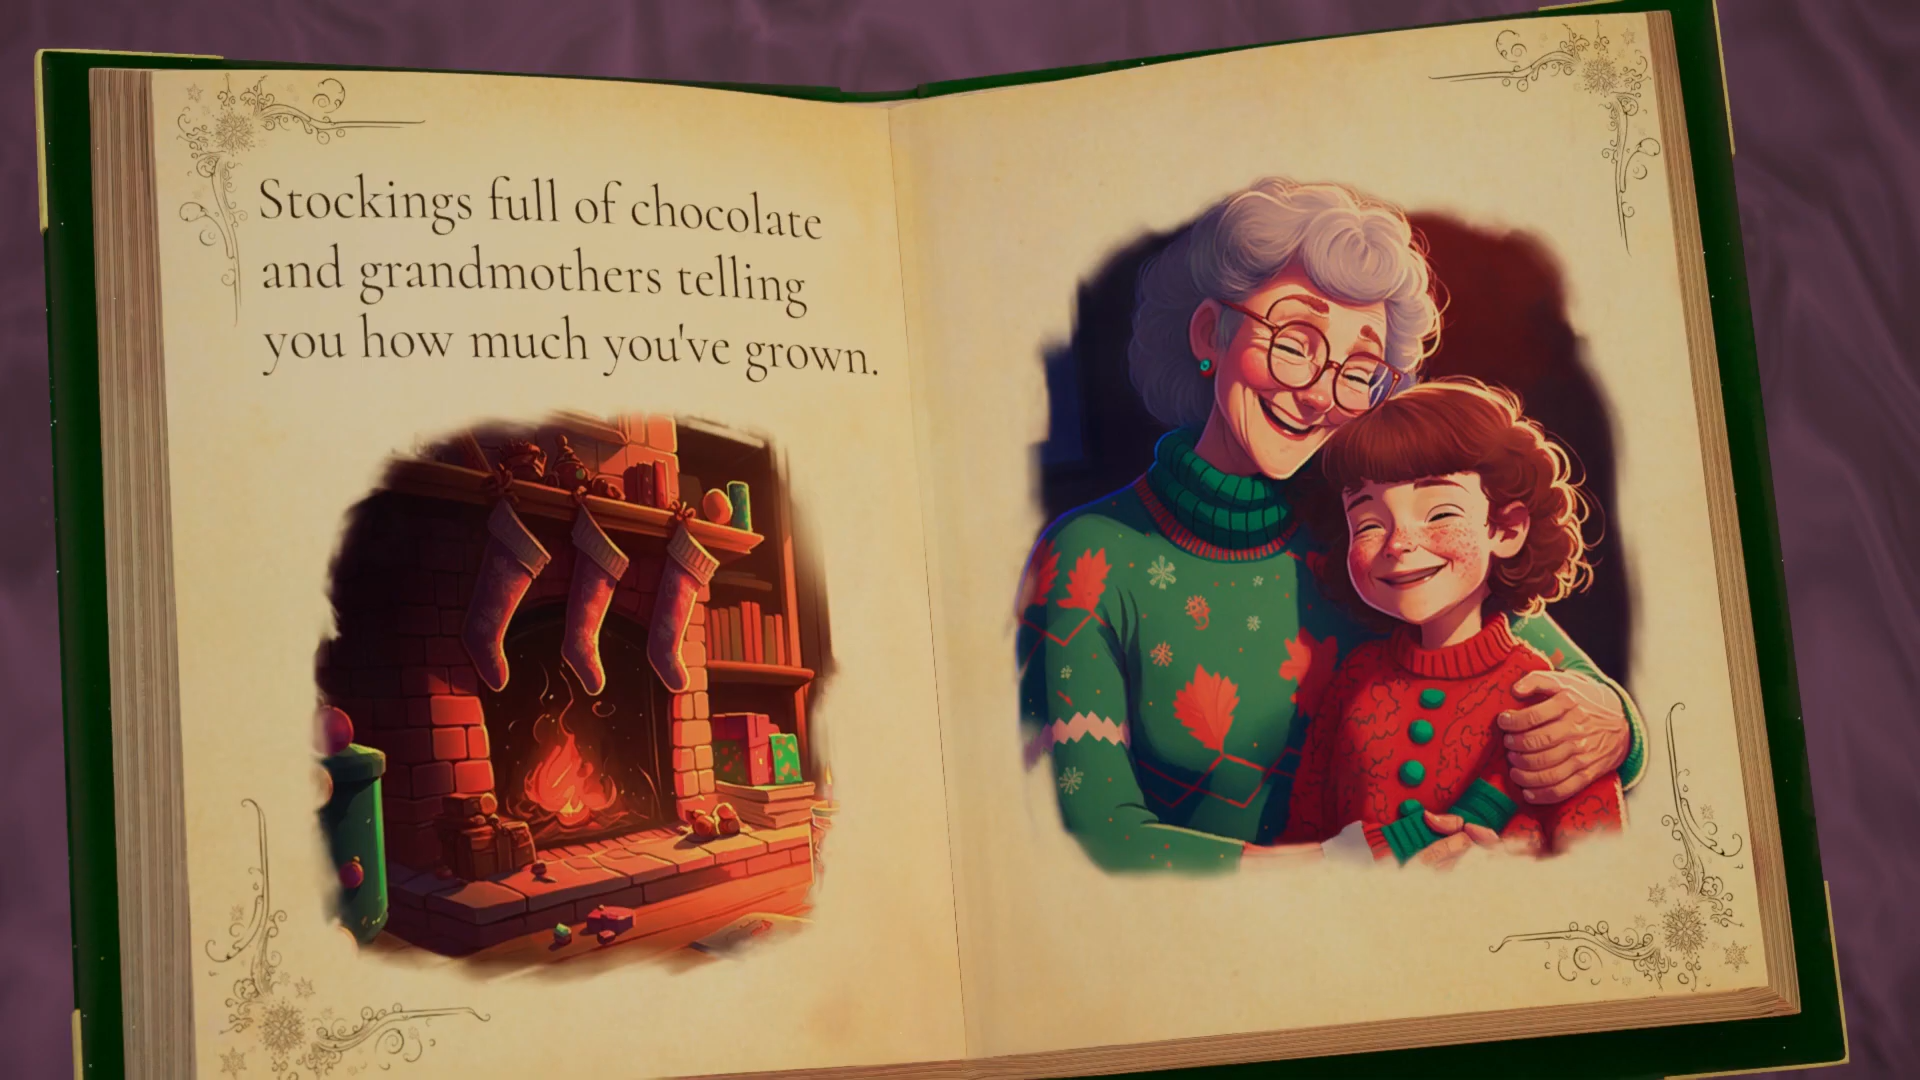 Stockings full of chocolate
and grandmothers telling
you how much you've grown.